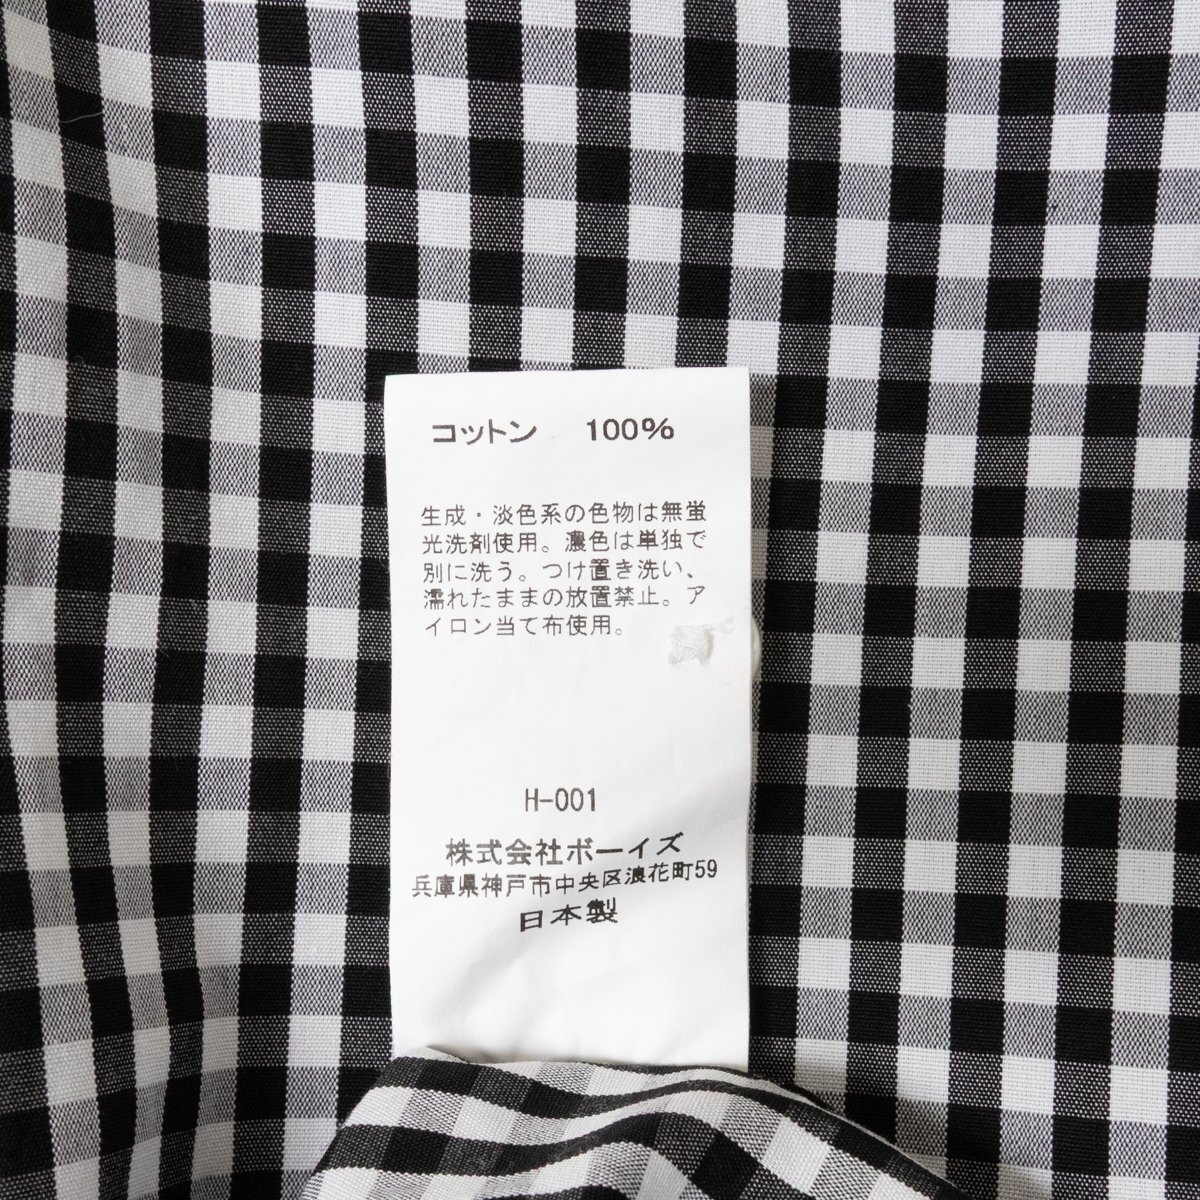 コットン 100%
生成・淡色系の色物は無蛍
光洗剤使用。濃色は単独で
別に洗う。つけ置き洗い、
濡れたままの放置禁止。ア
イロン当て布使用。
H-001
株式会社ボーイズ
兵庫県神戸市中央区浪花町59
日本製